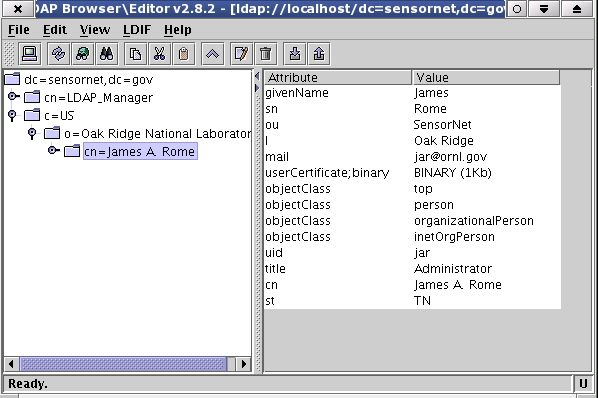 DAP Browser\Editor v2.8.2 - [ldap://localhost/dc=sensornet,dc=gov
File Edit View LDIF Help
dc=sensornet,dc=gov
cn=LDAP_Manager
c=US
o=Oak Ridge National Laborator
cn=James A. Rome
Attribute Value
givenName James
sn Rome
ou SensorNet
l Oak Ridge
mail jar@ornl.gov
userCertificate;binary BINARY (1Kb)
objectClass top
objectClass person
objectClass organizationalPerson
objectClass inetOrgPerson
uid jar
title Administrator
cn James A. Rome
st TN
Ready. U